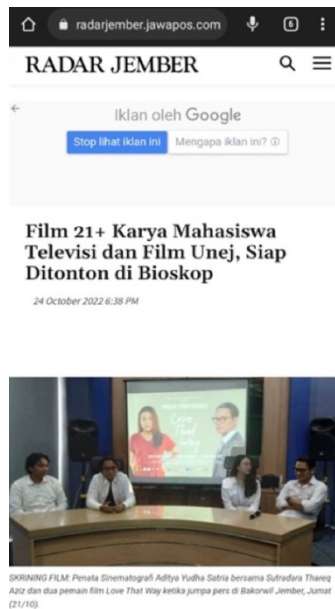 radarjember.jawapos.com
6
RADAR JEMBER
Iklan oleh Google
Stop lihat iklan ini
Mengapa iklan ini?
Film 21+ Karya Mahasiswa
Televisi dan Film Unej, Siap
Ditonton di Bioskop
24 October 2022 6:38 PM
Love
That
Way
SKRINING FILM: Penata Sinematografi Aditya Yudha Satria bersama Sutradara Thareq
Aziz dan dua pemain film Love That Way ketika jumpa pers di Bakorwil Jember, Jumat
(21/10).